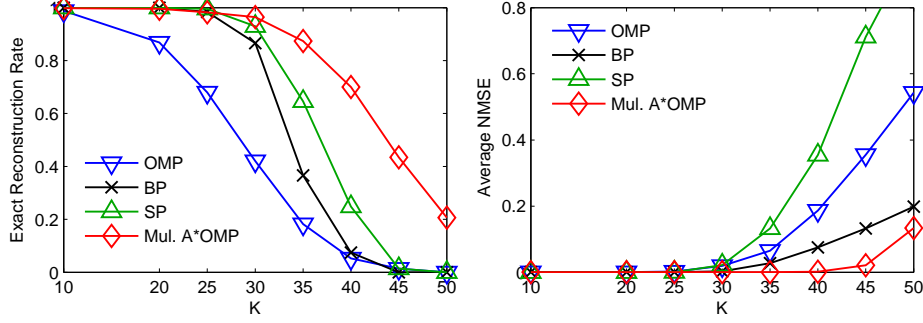 Exact Reconstruction Rate
1
0.8
0.6
0.4
0.2
0
OMP
BP
SP
Mul. A*OMP
10 20 25 30 35 40 45 50
K
Average NMSE
0.8
0.6
0.4
0.2
0
OMP
BP
SP
Mul. A*OMP
10 20 25 30 35 40 45 50
K